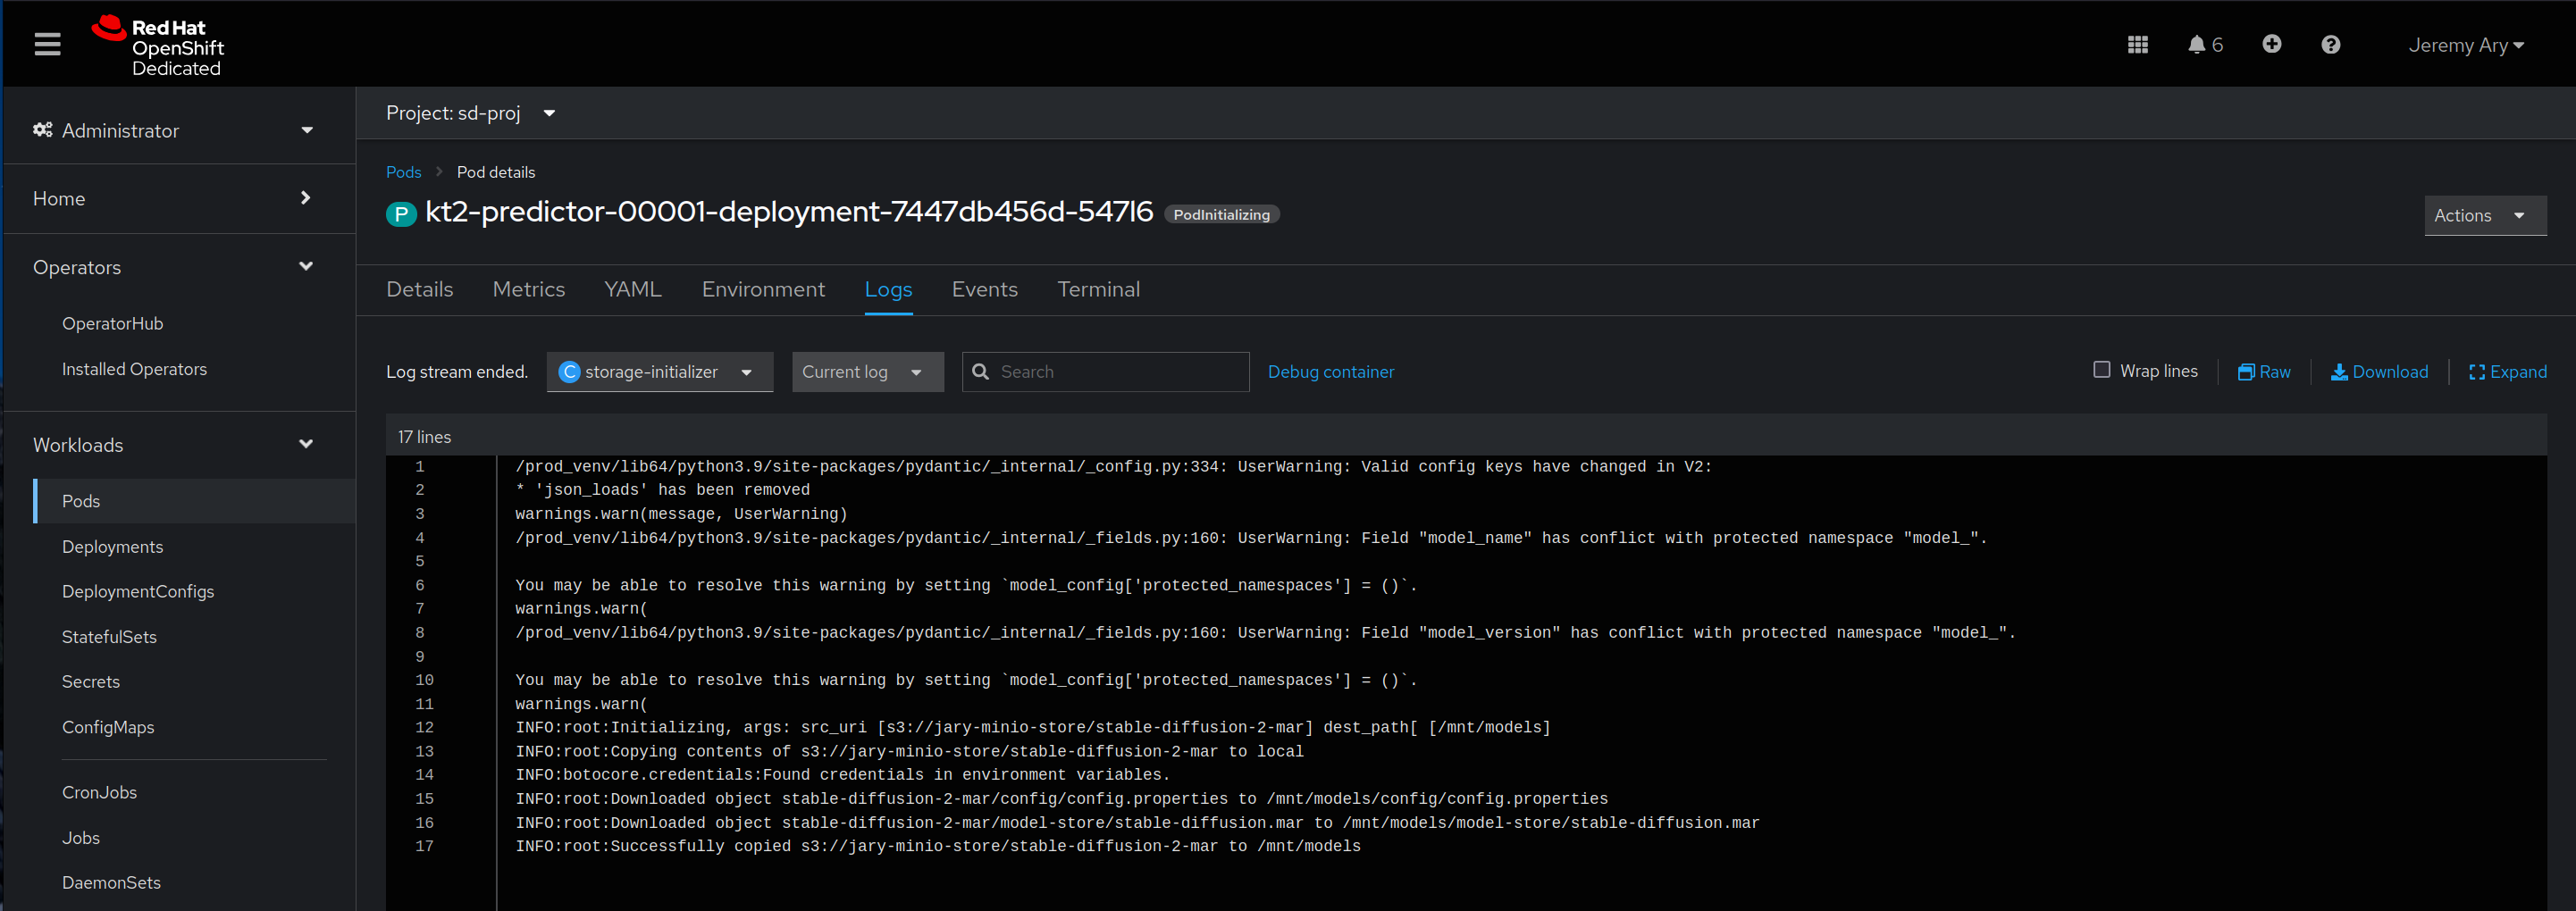 Red Hat
OpenShift
Dedicated
6
Jeremy Ary
Administrator
Home
Operators
OperatorHub
Installed Operators
Workloads
Pods
Deployments
DeploymentConfigs
StatefulSets
Secrets
ConfigMaps
CronJobs
Jobs
DaemonSets
Project: sd-proj
Pods Pod details
P kt2-predictor-00001-deployment-7447db456d-547l6 PodInitializing
Actions
Details Metrics YAML Environment Logs Events Terminal
Log stream ended. C storage-initializer Current log Search Debug container Wrap lines Raw Download Expand
17 lines
1 /prod_venv/lib64/python3.9/site-packages/pydantic/_internal/_config.py:334: UserWarning: Valid config keys have changed in V2:
2 * 'json_loads' has been removed
3 warnings.warn(message, UserWarning)
4 /prod_venv/lib64/python3.9/site-packages/pydantic/_internal/_fields.py:160: UserWarning: Field "model_name" has conflict with protected namespace "model_".
5
6 You may be able to resolve this warning by setting `model_config['protected_namespaces'] = ()`.
7 warnings.warn(
8 /prod_venv/lib64/python3.9/site-packages/pydantic/_internal/_fields.py:160: UserWarning: Field "model_version" has conflict with protected namespace "model_".
9
10 You may be able to resolve this warning by setting `model_config['protected_namespaces'] = ()`.
11 warnings.warn(
12 INFO:root:Initializing, args: src_uri [s3://jary-minio-store/stable-diffusion-2-mar] dest_path[ [/mnt/models]
13 INFO:root:Copying contents of s3://jary-minio-store/stable-diffusion-2-mar to local
14 INFO:botocore.credentials:Found credentials in environment variables.
15 INFO:root:Downloaded object stable-diffusion-2-mar/config/config.properties to /mnt/models/config/config.properties
16 INFO:root:Downloaded object stable-diffusion-2-mar/model-store/stable-diffusion.mar to /mnt/models/model-store/stable-diffusion.mar
17 INFO:root:Successfully copied s3://jary-minio-store/stable-diffusion-2-mar to /mnt/models